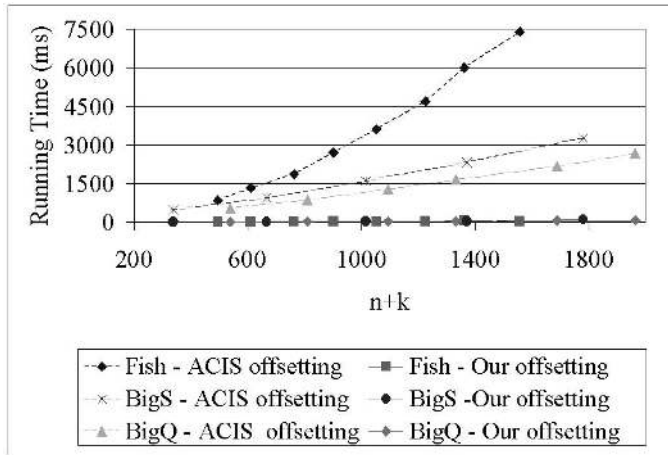 Running Time (ms)
7500
6000
4500
3000
1500
0
200 600 1000 1400 1800
n+k
Fish - ACIS offsetting Fish - Our offsetting
BigS - ACIS offsetting BigS -Our offsetting
BigQ - ACIS offsetting BigQ - Our offsetting